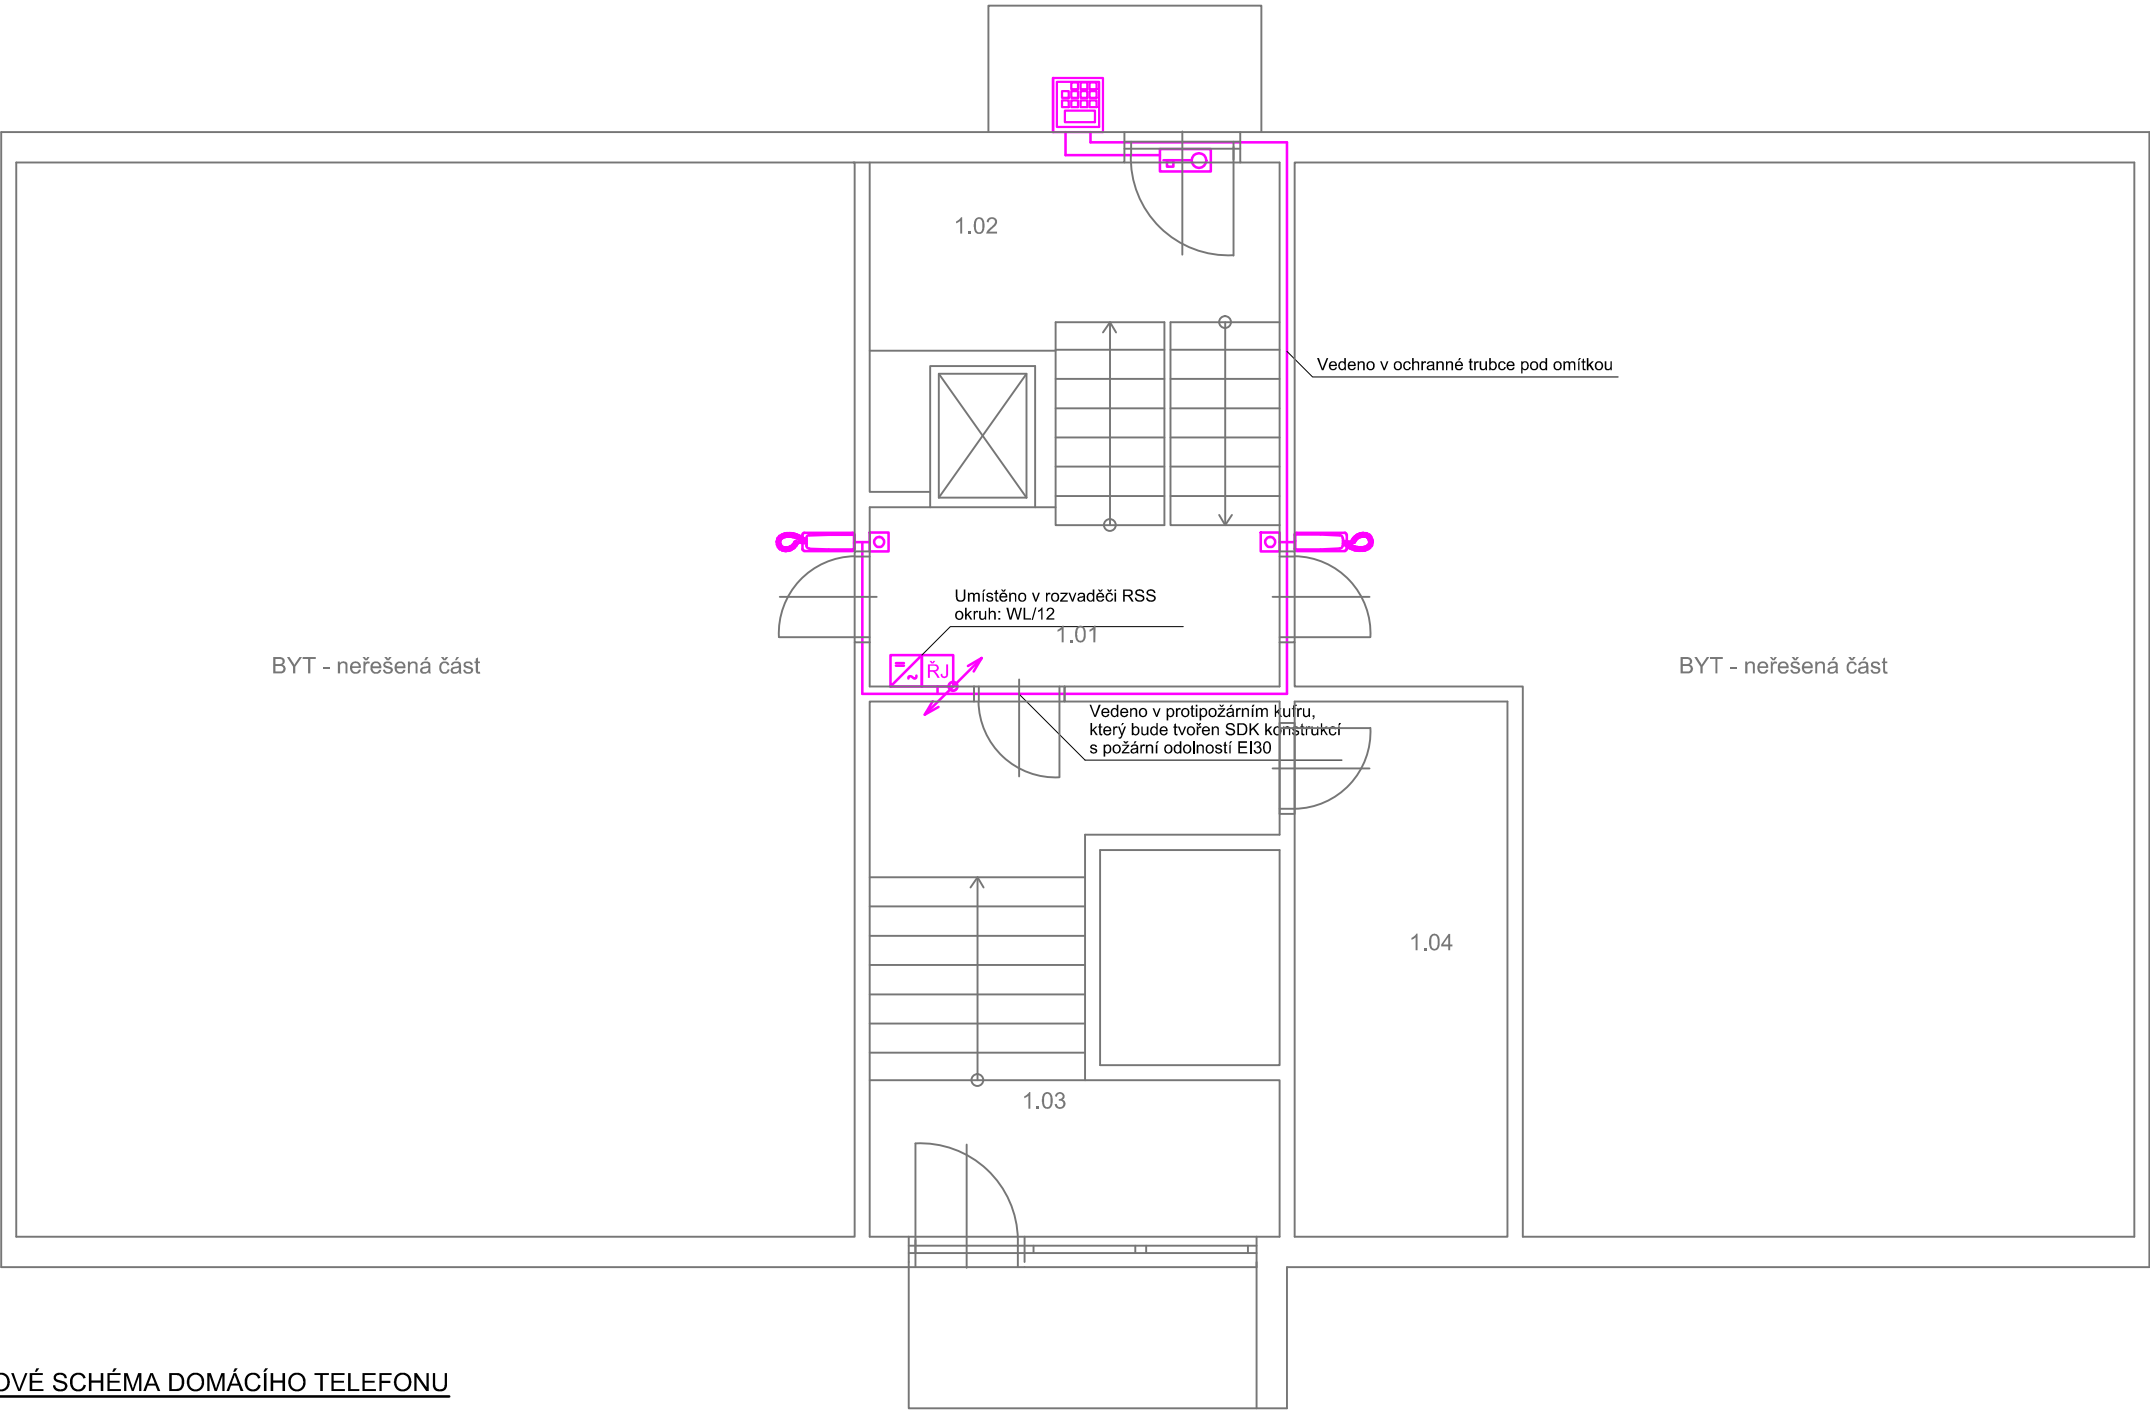 1.02
Vedeno v ochranné trubce pod omítkou
Umístěno v rozvaděči RSS
okruh: WL/12
1.01
BYT - neřešená část
BYT - neřešená část
ŘJ
Vedeno v protipožárním kufru,
který bude tvořen SDK konstrukcí
s požární odolností EI30
1.04
1.03
OVÉ SCHÉMA DOMÁCÍHO TELEFONU